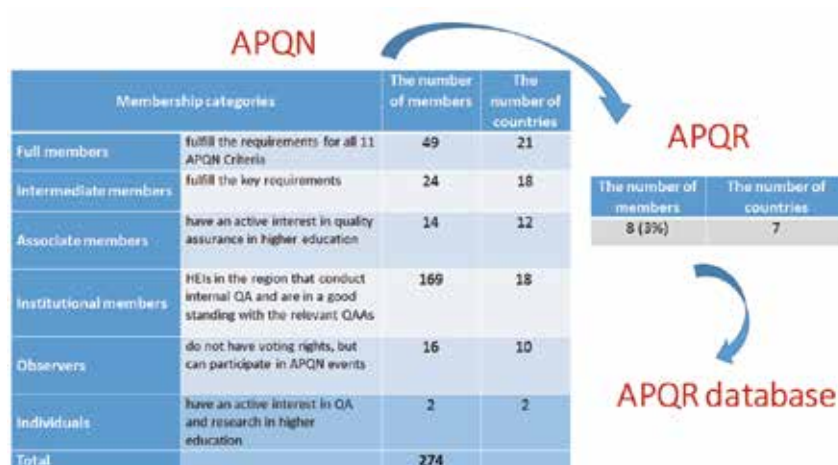 APQN
Membership categories
The number
of members
The
number of
countries
Full members
fulfill the requirements for all 11
APQN Criteria
49
21
Intermediate members
fulfill the key requirements
24
18
Associate members
have an active interest in quality
assurance in higher education
14
12
Institutional members
HEIs in the region that conduct
internal QA and are in a good
standing with the relevant QAAs
169
18
Observers
do not have voting rights, but
can participate in APQN events
16
10
Individuals
have an active interest in QA
and research in higher
education
2
2
Total
274
APQR
The number of
members
The number of
countries
8 (3%)
7
APQR database